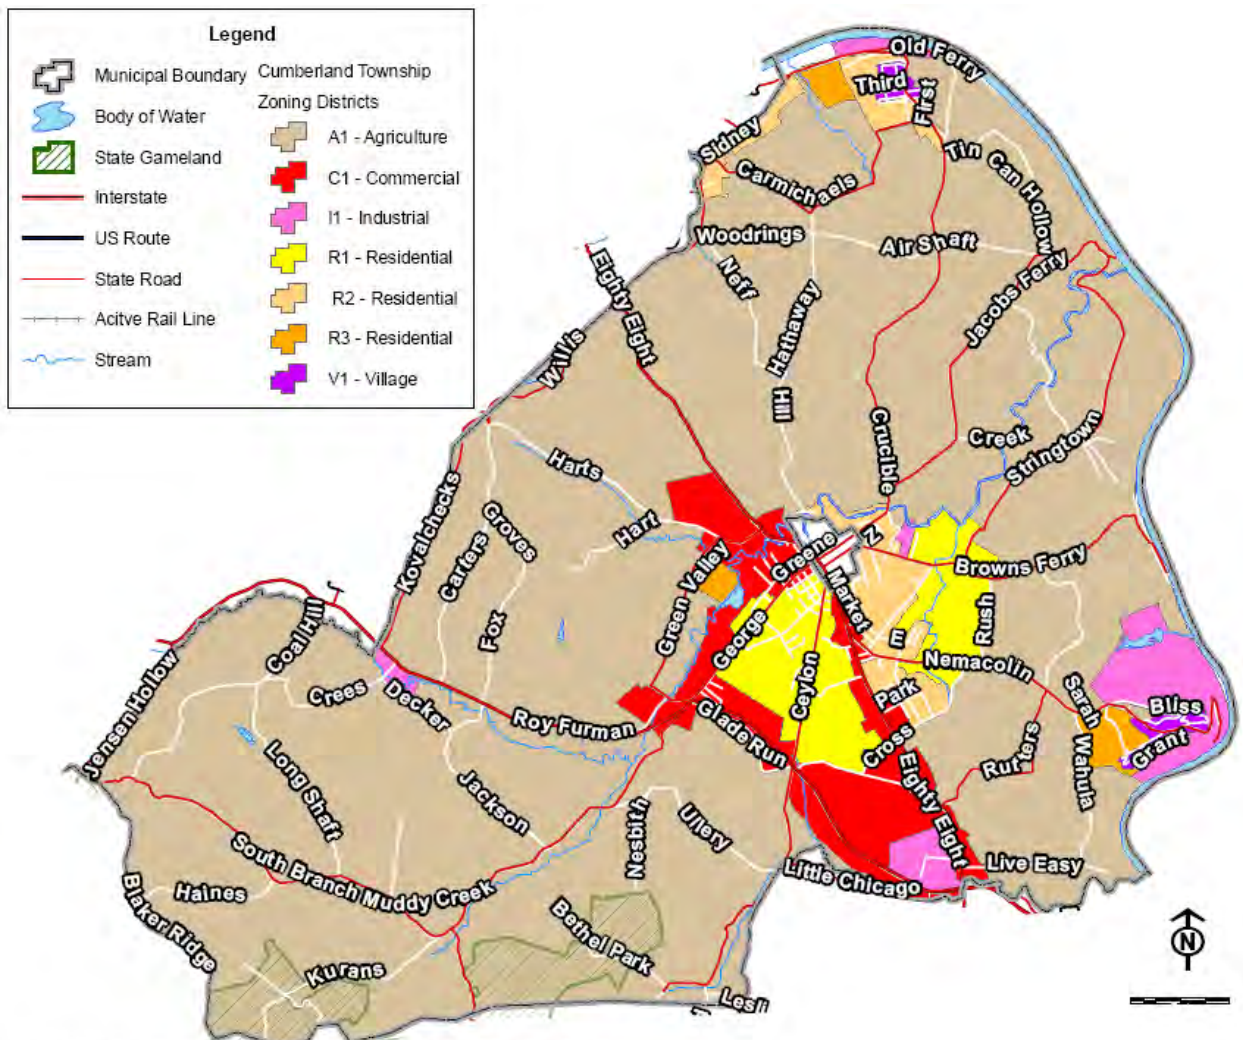 Legend
Municipal Boundary
Body of Water
State Gameland
Interstate
US Route
State Road
Acitve Rail Line
Stream
Cumberland Township
Zoning Districts
A1 - Agriculture
C1 - Commercial
I1 - Industrial
R1 - Residential
R2 - Residential
R3 - Residential
V1 - Village
Old Ferry
Third
First
Sidney
Tin Can Hollow
Carmichaels
Woodrings
Air Shaft
Neff
Eighty Eight
Hathaway
Jacobs Ferry
Willis
Hill
Crucible
Creek
Stringtown
Harts
Kovalchecks
Groves
Hart
Carters
Greene
N
Green Valley
Market
Browns Ferry
Fox
George
Rush
E
Coal Hill
Nemacolin
Jensen Hollow
Crees
Decker
Ceylon
Park
Sarah
Bliss
Roy Furman
Glade Run
Cross
Grant
Rutters
Wahula
Long Shaft
Jackson
Nesbith
Ullery
Eighty Eight
South Branch Muddy Creek
Little Chicago
Live Easy
Haines
Blaker Ridge
Bethel Park
Kurans
Lesli
N